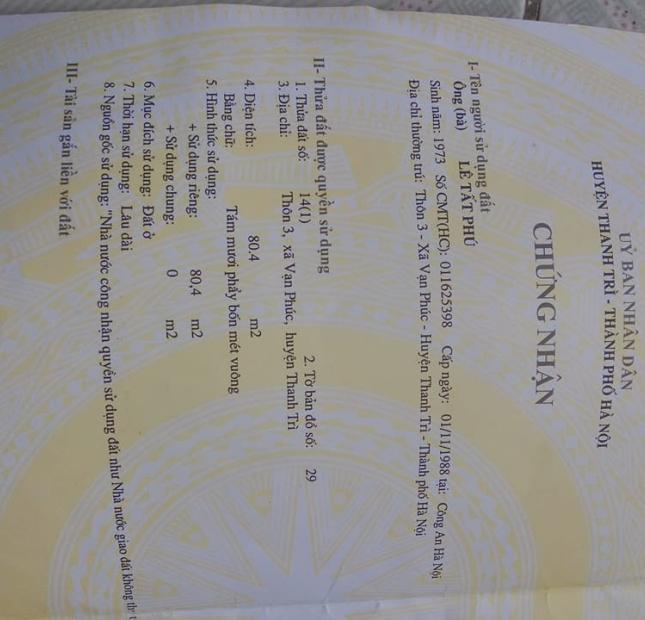 UỶ BAN NHÂN DÂN
HUYỆN THANH TRÌ - THÀNH PHỐ HÀ NỘI
CHỨNG NHẬN
I- Tên người sử dụng đất
Ông (bà) LÊ TẤT PHÚ
Sinh năm: 1973 Số CMT(HC): 011625398 Cấp ngày: 01/11/1988 tại: Công An Hà Nội
Địa chỉ thường trú: Thôn 3 - Xã Vạn Phúc - Huyện Thanh Trì - Thành phố Hà Nội
II- Thửa đất được quyền sử dụng
1. Thửa đất số: 14(1) 2. Tờ bản đồ số: 29
3. Địa chỉ: Thôn 3, xã Vạn Phúc, huyện Thanh Trì
4. Diện tích: 80.4 m2
Bằng chữ: Tám mươi phẩy bốn mét vuông
5. Hình thức sử dụng:
+ Sử dụng riêng: 80,4 m2
+ Sử dụng chung: 0 m2
6. Mục đích sử dụng: Đất ở
7. Thời hạn sử dụng: Lâu dài
8. Nguồn gốc sử dụng: "Nhà nước công nhận quyền sử dụng đất như Nhà nước giao đất không
III- Tài sản gắn liền với đất